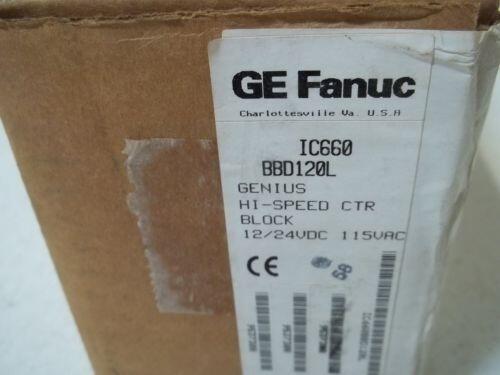 GE Fanuc
Charlottesville Va. U.S.A
IC660
BBD120L
GENIUS
HI-SPEED CTR
BLOCK
12/24VDC 115VAC
CE